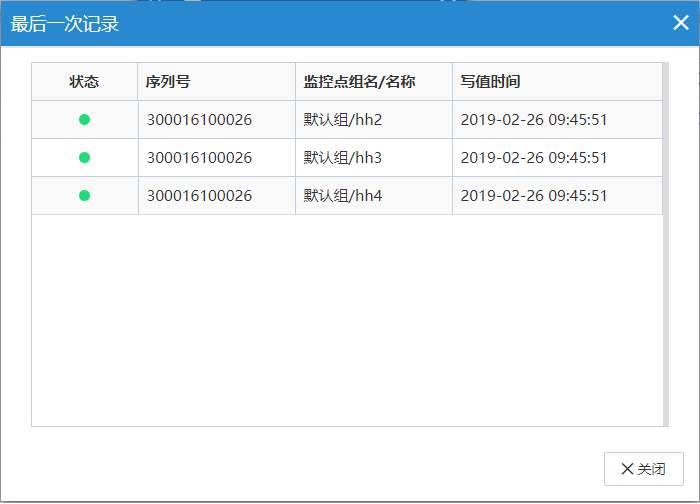 最后一次记录
状态 序列号 监控点组名/名称 写值时间
300016100026 默认组/hh2 2019-02-26 09:45:51
300016100026 默认组/hh3 2019-02-26 09:45:51
300016100026 默认组/hh4 2019-02-26 09:45:51
关闭